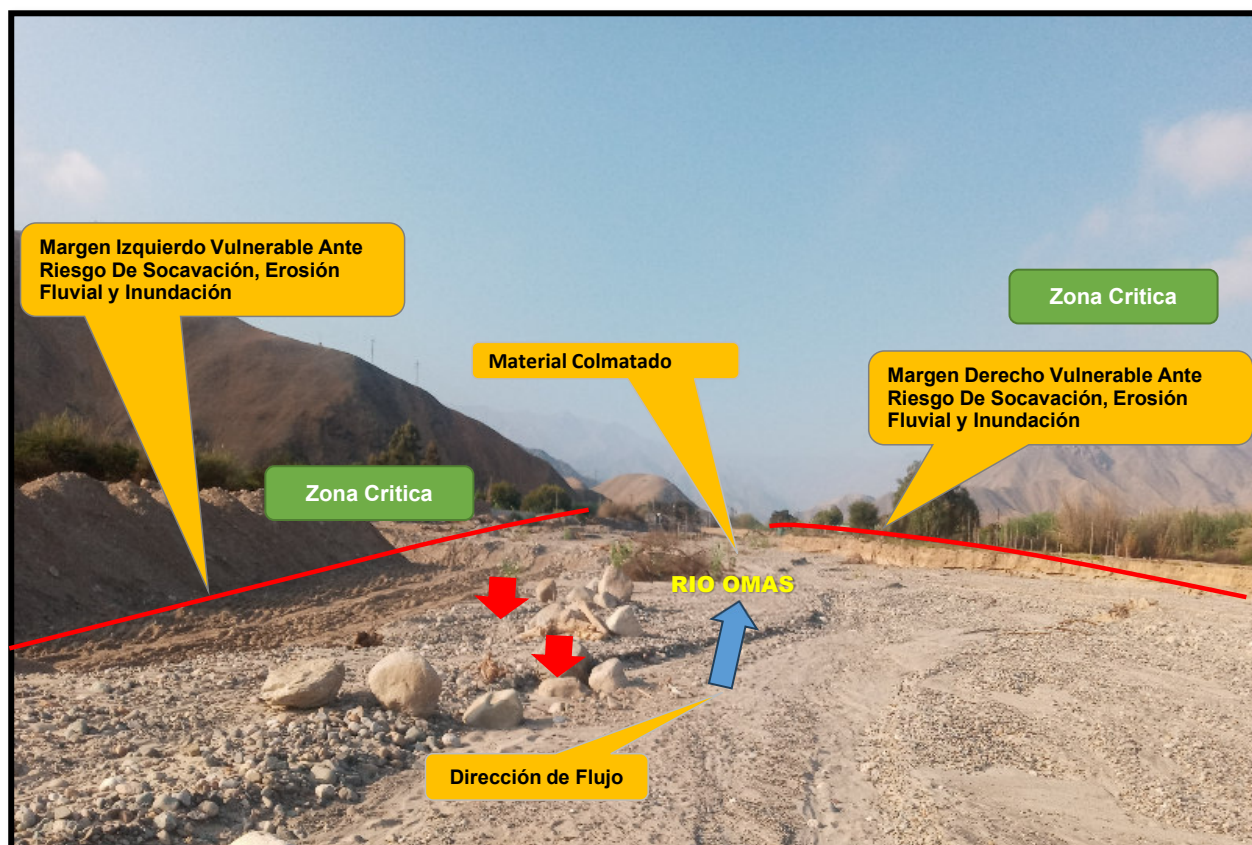 Margen Izquierdo Vulnerable Ante
Riesgo De Socavación, Erosión
Fluvial y Inundación
Zona Critica
Material Colmatado
Margen Derecho Vulnerable Ante
Riesgo De Socavación, Erosión
Fluvial y Inundación
Zona Critica
RIO OMAS
Dirección de Flujo